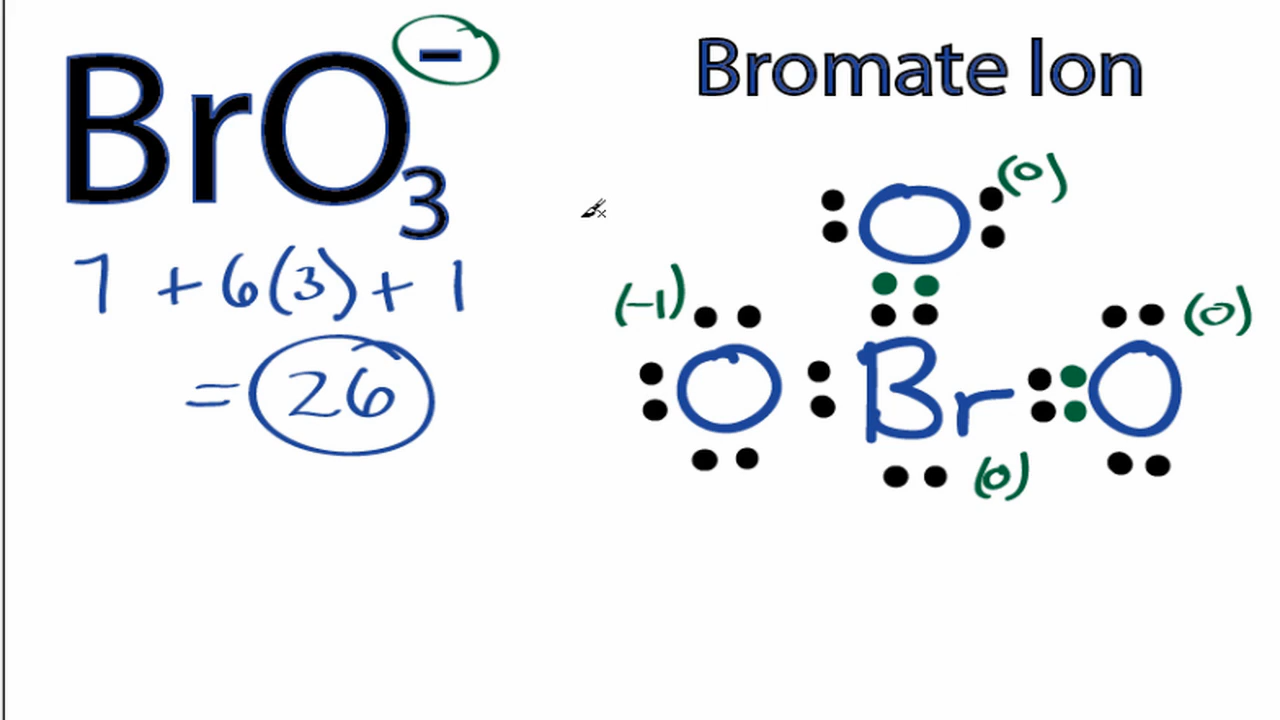 BrO₃⁻
7 + 6(3) + 1
= 26
Bromate Ion
(0)
O
(-1)
(0)
O Br O
(0)